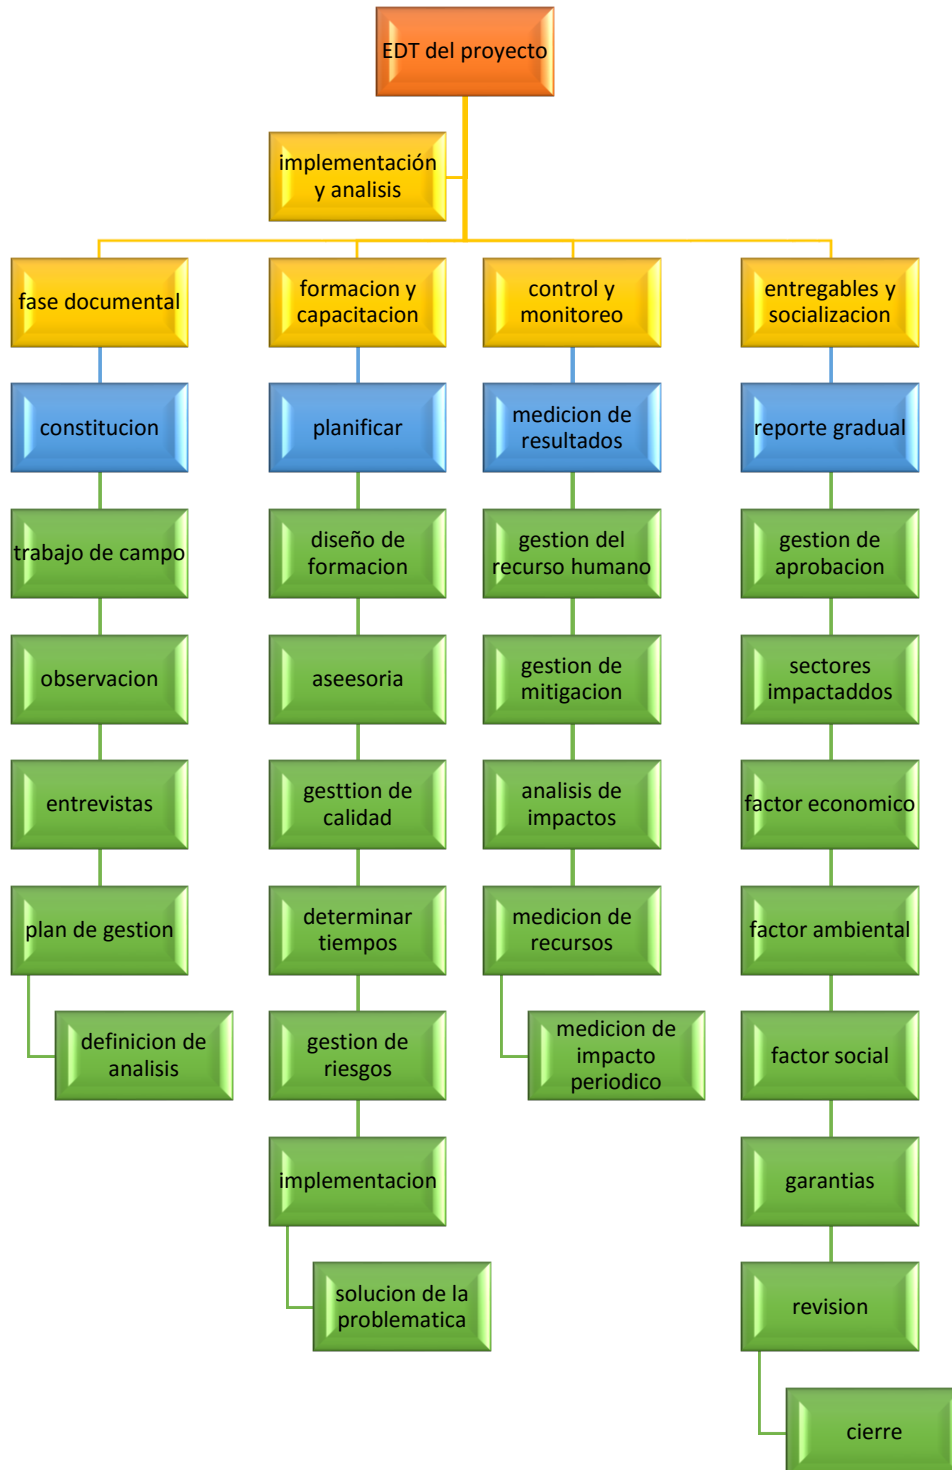 EDT del proyecto
implementación
y analisis
fase documental
constitucion
trabajo de campo
observacion
entrevistas
plan de gestion
definicion de
analisis
formacion y
capacitacion
planificar
diseño de
formacion
aseesoria
gesttion de
calidad
determinar
tiempos
gestion de
riesgos
implementacion
solucion de la
problematica
control y
monitoreo
medicion de
resultados
gestion del
recurso humano
gestion de
mitigacion
analisis de
impactos
medicion de
recursos
medicion de
impacto
periodico
entregables y
socializacion
reporte gradual
gestion de
aprobacion
sectores
impactaddos
factor economico
factor ambiental
factor social
garantias
revision
cierre